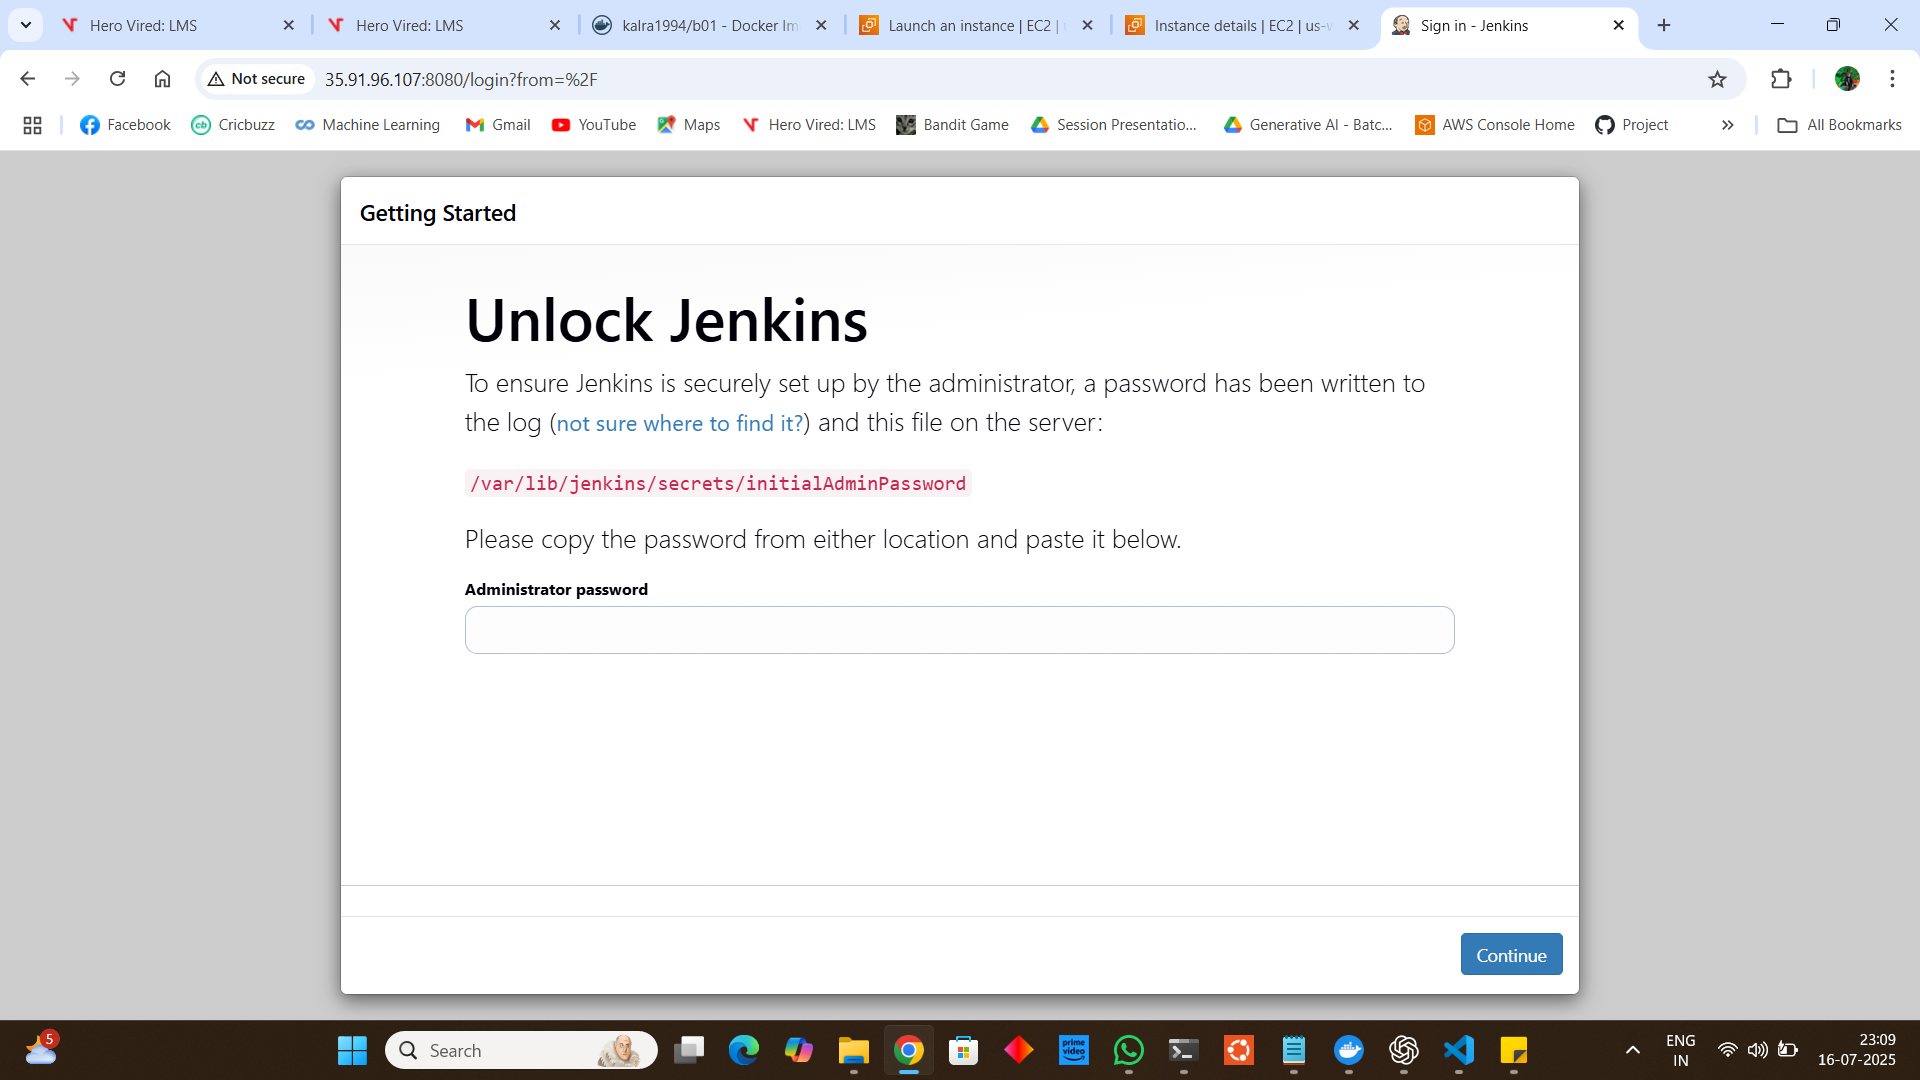 Hero Vired: LMS
Hero Vired: LMS
kalra1994/b01 - Docker Im
Launch an instance | EC2 |
Instance details | EC2 | us-w
Sign in - Jenkins
Not secure
35.91.96.107:8080/login?from=%2F
Facebook
Cricbuzz
Machine Learning
Gmail
YouTube
Maps
Hero Vired: LMS
Bandit Game
Session Presentatio...
Generative AI - Batc...
AWS Console Home
Project
All Bookmarks
Getting Started
Unlock Jenkins
To ensure Jenkins is securely set up by the administrator, a password has been written to
the log (not sure where to find it?) and this file on the server:
/var/lib/jenkins/secrets/initialAdminPassword
Please copy the password from either location and paste it below.
Administrator password
Continue
5
Search
prime video
ENG
IN
23:09
16-07-2025